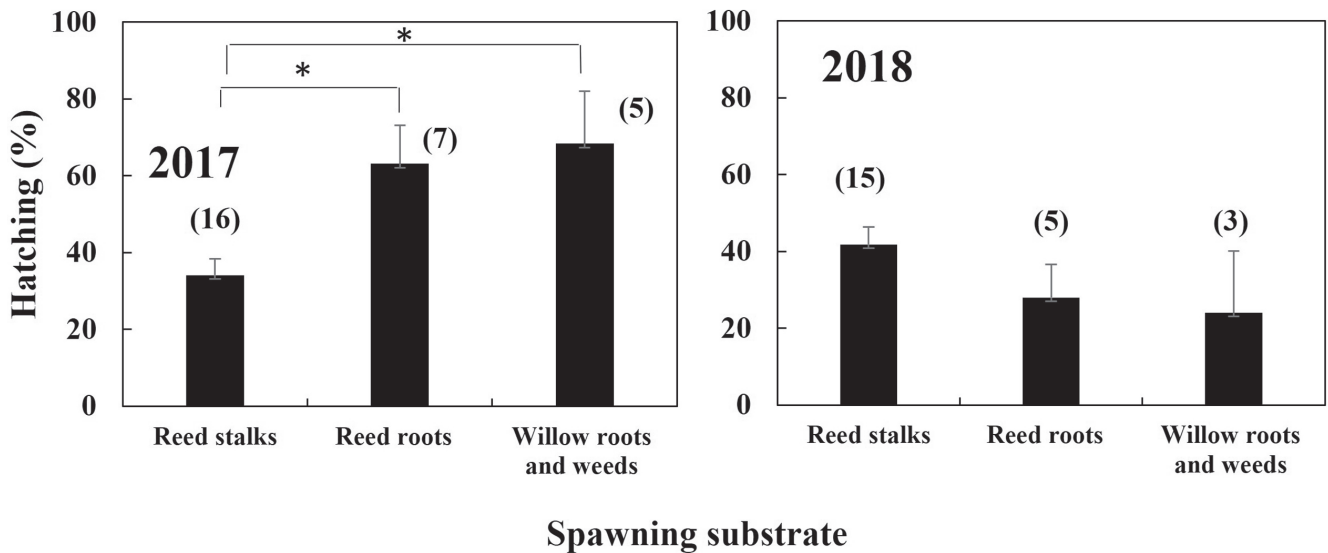 Hatching (%)
100
80
60
40
20
0
2017
*
*
(16)
(7)
(5)
Reed stalks
Reed roots
Willow roots
and weeds
100
80
60
40
20
0
2018
(15)
(5)
(3)
Reed stalks
Reed roots
Willow roots
and weeds
Spawning substrate